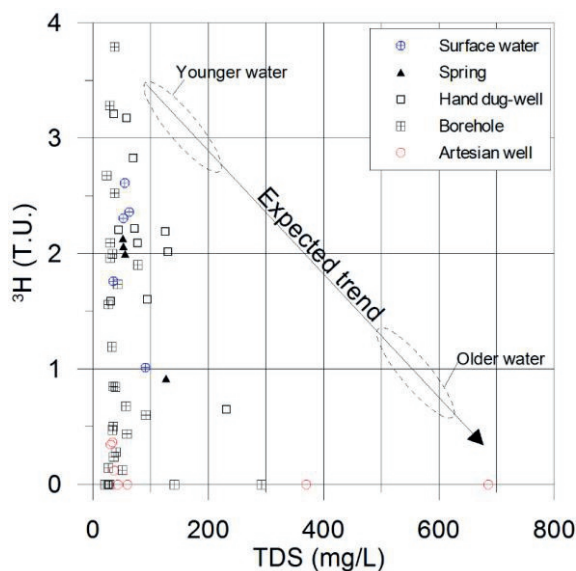 4
3
2
1
0
³H (T.U.)
0
200
400
600
800
TDS (mg/L)
Younger water
Expected trend
Older water
Surface water
Spring
Hand dug-well
Borehole
Artesian well